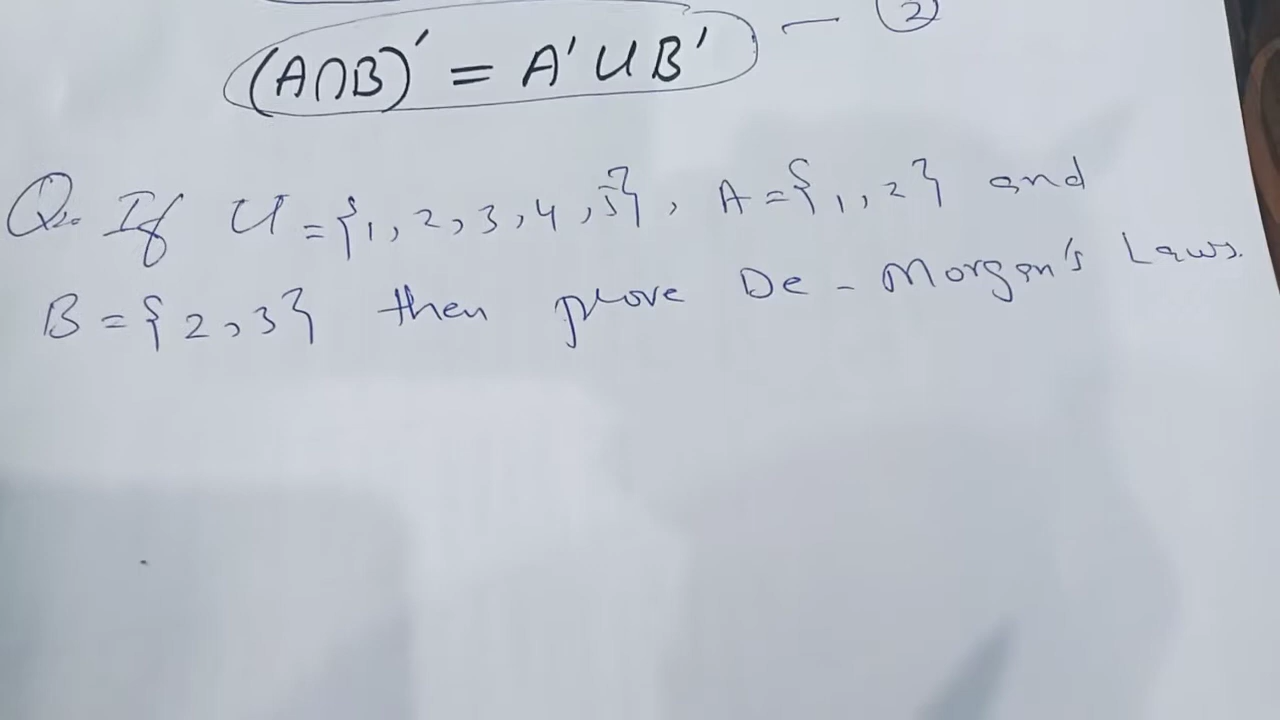 (A∩B)' = A'∪B' — ②
Q. If U = {1, 2, 3, 4, 5}, A = {1, 2} and
B = {2, 3} then prove De - Morgan's Laws.